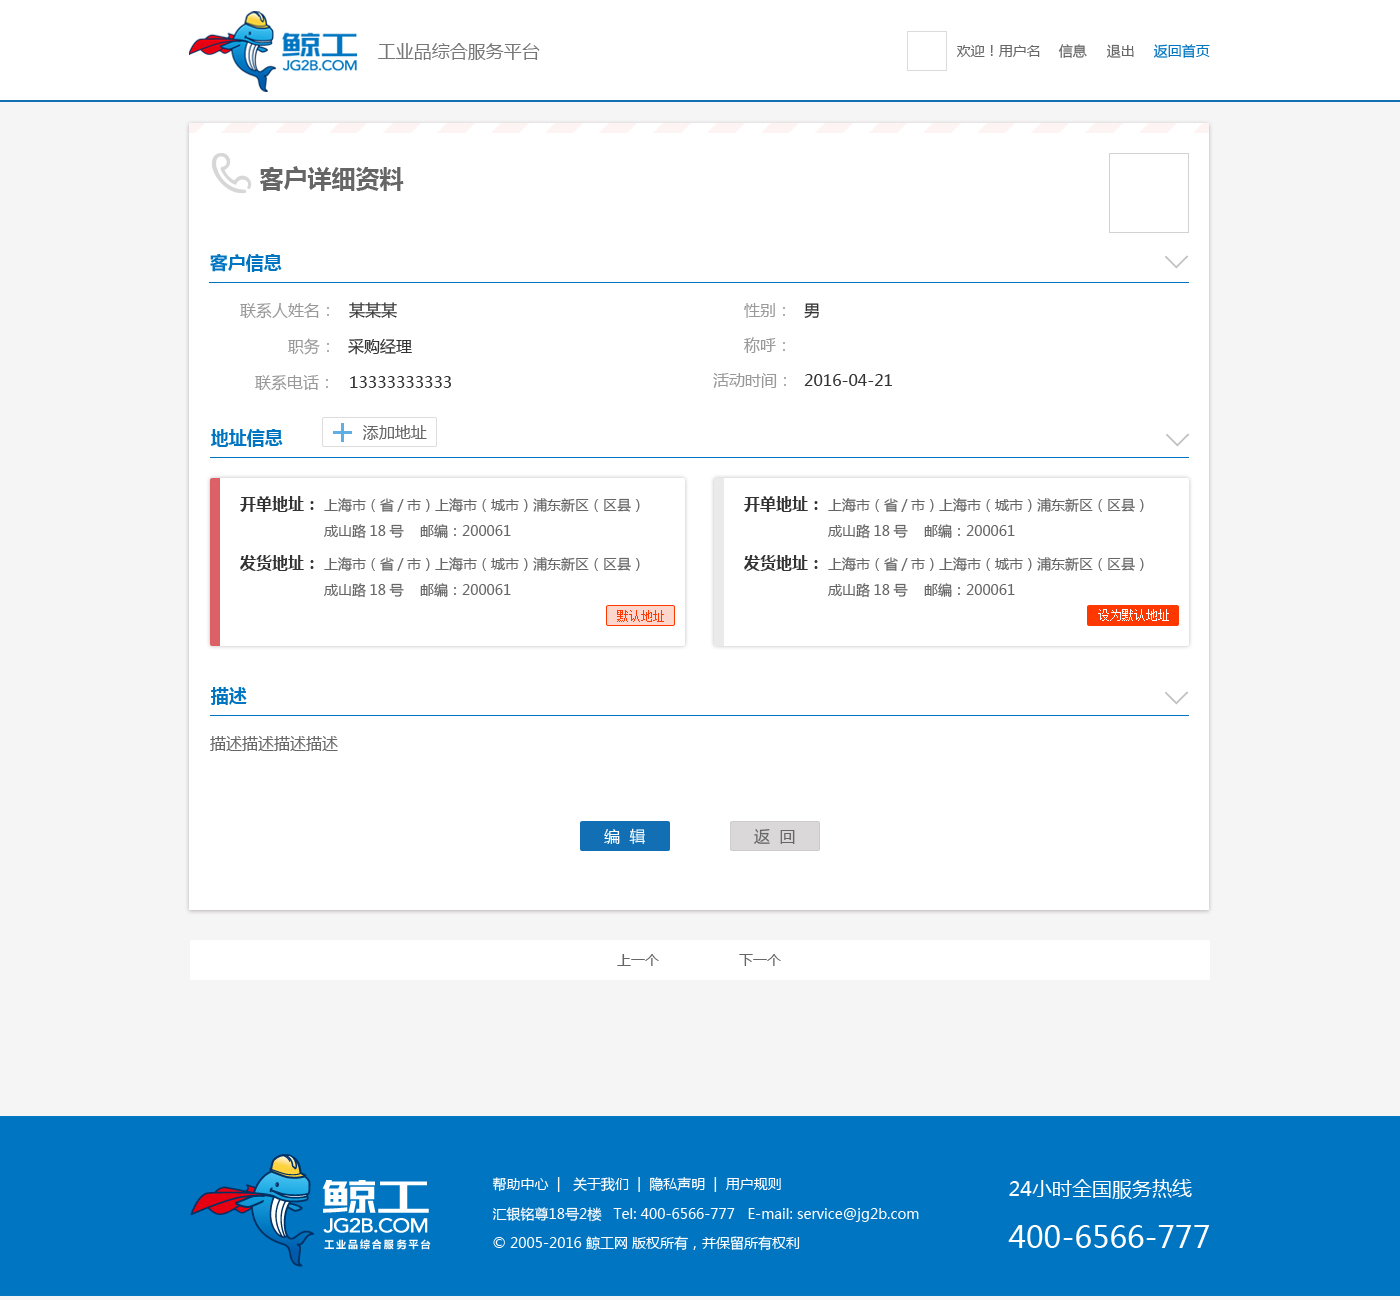 鲸工
JG2B.COM
工业品综合服务平台
欢迎！用户名 信息 退出 返回首页
客户详细资料
客户信息
联系人姓名： 某某某
性别： 男
职务： 采购经理
称呼：
联系电话： 13333333333
活动时间： 2016-04-21
地址信息
添加地址
开单地址： 上海市（省 / 市）上海市（城市）浦东新区（区县）
成山路 18 号 邮编：200061
发货地址： 上海市（省 / 市）上海市（城市）浦东新区（区县）
成山路 18 号 邮编：200061
默认地址
开单地址： 上海市（省 / 市）上海市（城市）浦东新区（区县）
成山路 18 号 邮编：200061
发货地址： 上海市（省 / 市）上海市（城市）浦东新区（区县）
成山路 18 号 邮编：200061
设为默认地址
描述
描述描述描述描述
编 辑
返 回
上一个 下一个
鲸工
JG2B.COM
工业品综合服务平台
帮助中心 | 关于我们 | 隐私声明 | 用户规则
汇银铭尊18号2楼 Tel: 400-6566-777 E-mail: service@jg2b.com
© 2005-2016 鲸工网 版权所有，并保留所有权利
24小时全国服务热线
400-6566-777